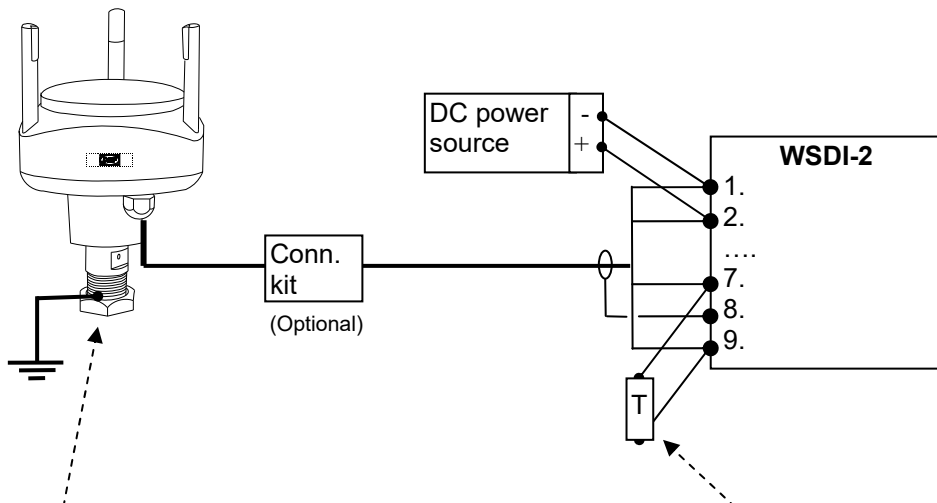 DC power
source
-
+
WSDI-2
1.
2.
....
7.
8.
9.
Conn.
kit
(Optional)
T